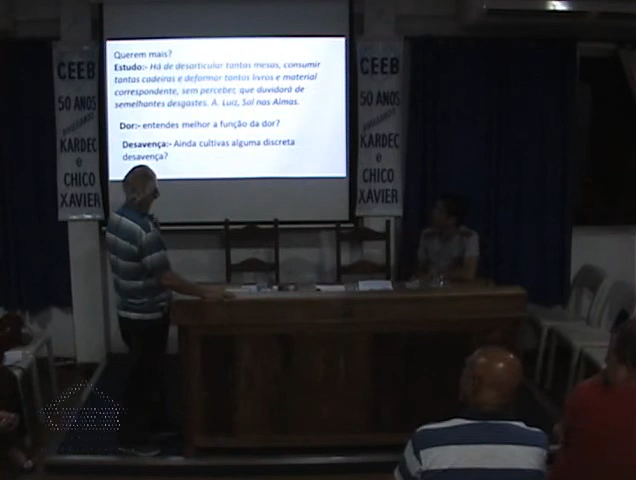 Querem mais?
Estudo:- Há de desarticular tantas mesas, consumir
tantas cadeiras e deformar tantos livros e material
correspondente, sem perceber, que duvidará de
semelhantes desgastes. A. Luiz, Sol nas Almas.
Dor:- entendes melhor a função da dor?
Desavença:- Ainda cultivas alguma discreta
desavença?
CEEB
50 ANOS
KARDEC
e
CHICO
XAVIER
CEEB
50 ANOS
KARDEC
e
CHICO
XAVIER